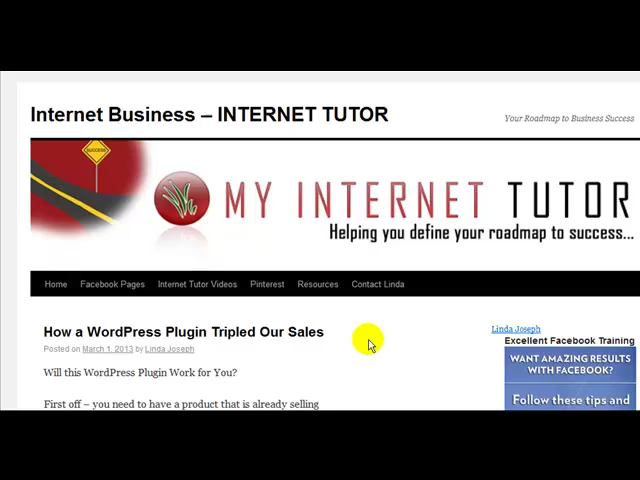 Internet Business – INTERNET TUTOR
Your Roadmap to Business Success
SUCCESS
MY INTERNET TUTOR
Helping you define your roadmap to success...
Home Facebook Pages Internet Tutor Videos Pinterest Resources Contact Linda
How a WordPress Plugin Tripled Our Sales
Posted on March 1, 2013 by Linda Joseph
Will this WordPress Plugin Work for You?
First off – you need to have a product that is already selling
Linda Joseph
Excellent Facebook Training
WANT AMAZING RESULTS
WITH FACEBOOK?
Follow these tips and